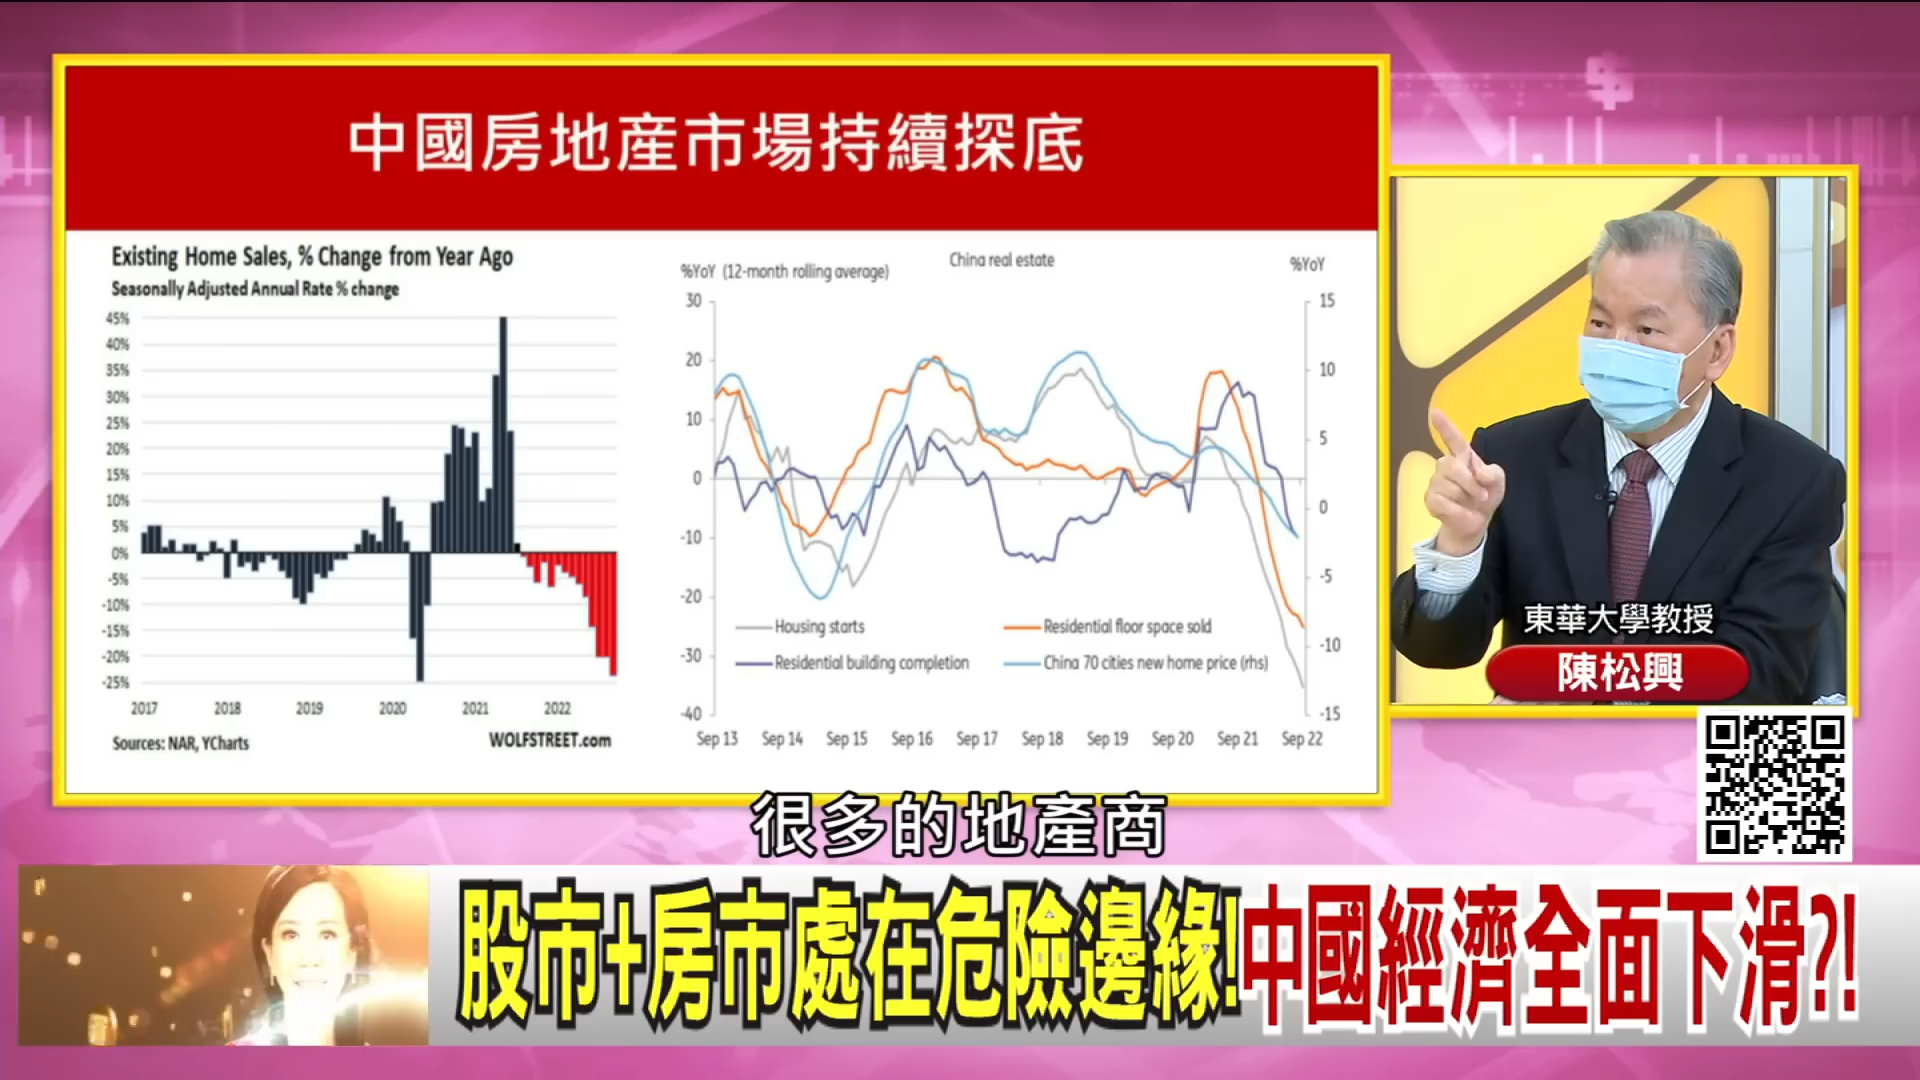 中國房地産市場持續探底
Existing Home Sales, % Change from Year Ago
Seasonally Adjusted Annual Rate % change
45%
40%
35%
30%
25%
20%
15%
10%
5%
0%
-5%
-10%
-15%
-20%
-25%
2017 2018 2019 2020 2021 2022
Sources: NAR, YCharts
WOLFSTREET.com
China real estate
%YoY (12-month rolling average)
%YoY
30
20
10
0
-10
-20
-30
-40
15
10
5
0
-5
-10
-15
Housing starts
Residential floor space sold
Residential building completion
China 70 cities new home price (rhs)
Sep 13 Sep 14 Sep 15 Sep 16 Sep 17 Sep 18 Sep 19 Sep 20 Sep 21 Sep 22
東華大學教授
陳松興
很多的地產商
股市+房市處在危險邊緣!中國經濟全面下滑?!